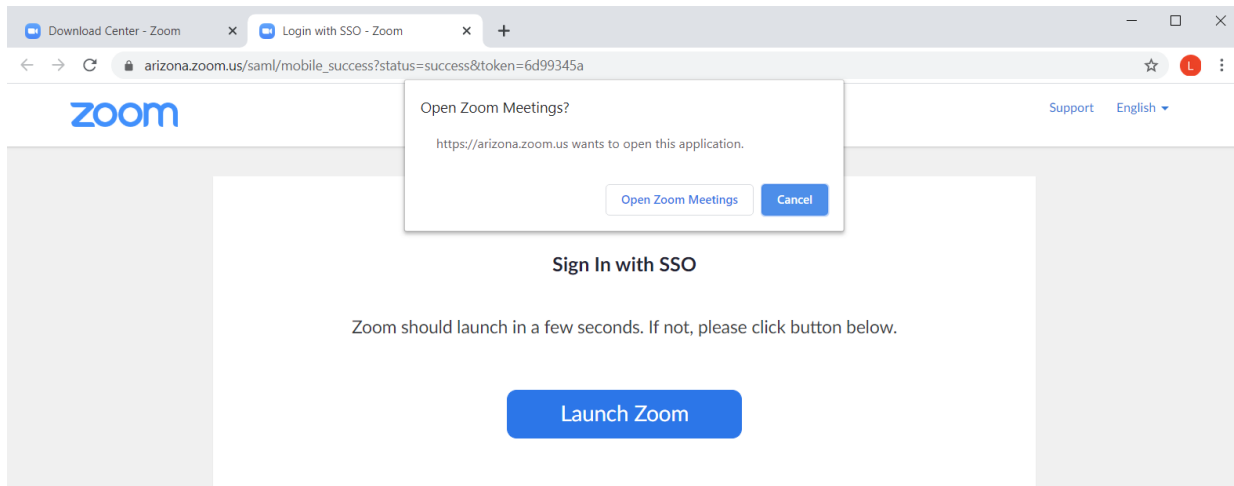 Download Center - Zoom
Login with SSO - Zoom
arizona.zoom.us/saml/mobile_success?status=success&token=6d99345a
L
zoom
Support English
Open Zoom Meetings?
https://arizona.zoom.us wants to open this application.
Open Zoom Meetings Cancel
Sign In with SSO
Zoom should launch in a few seconds. If not, please click button below.
Launch Zoom